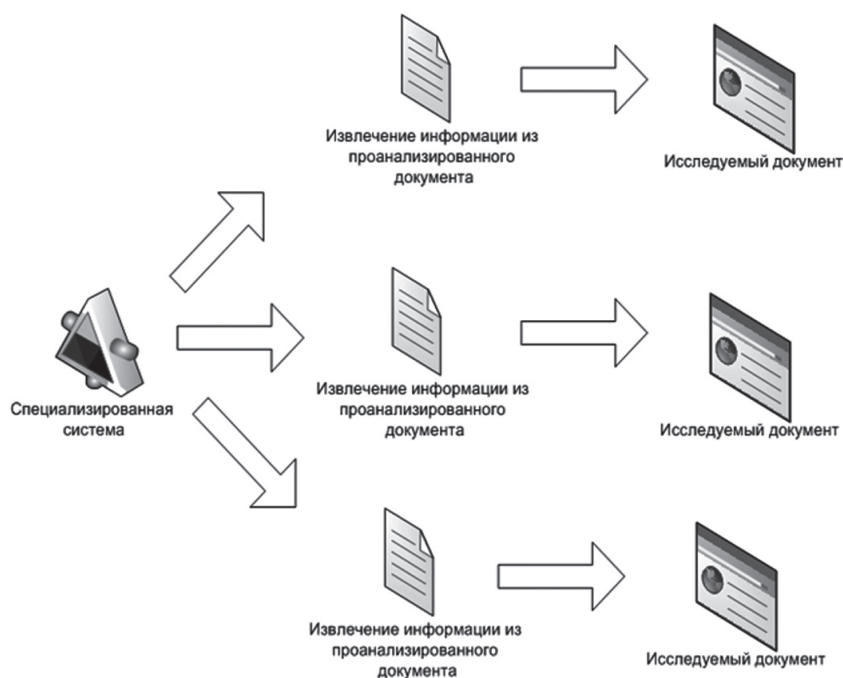 Извлечение информации из
проанализированного
документа
Исследуемый документ
Специализированная
система
Извлечение информации из
проанализированного
документа
Исследуемый документ
Извлечение информации из
проанализированного
документа
Исследуемый документ